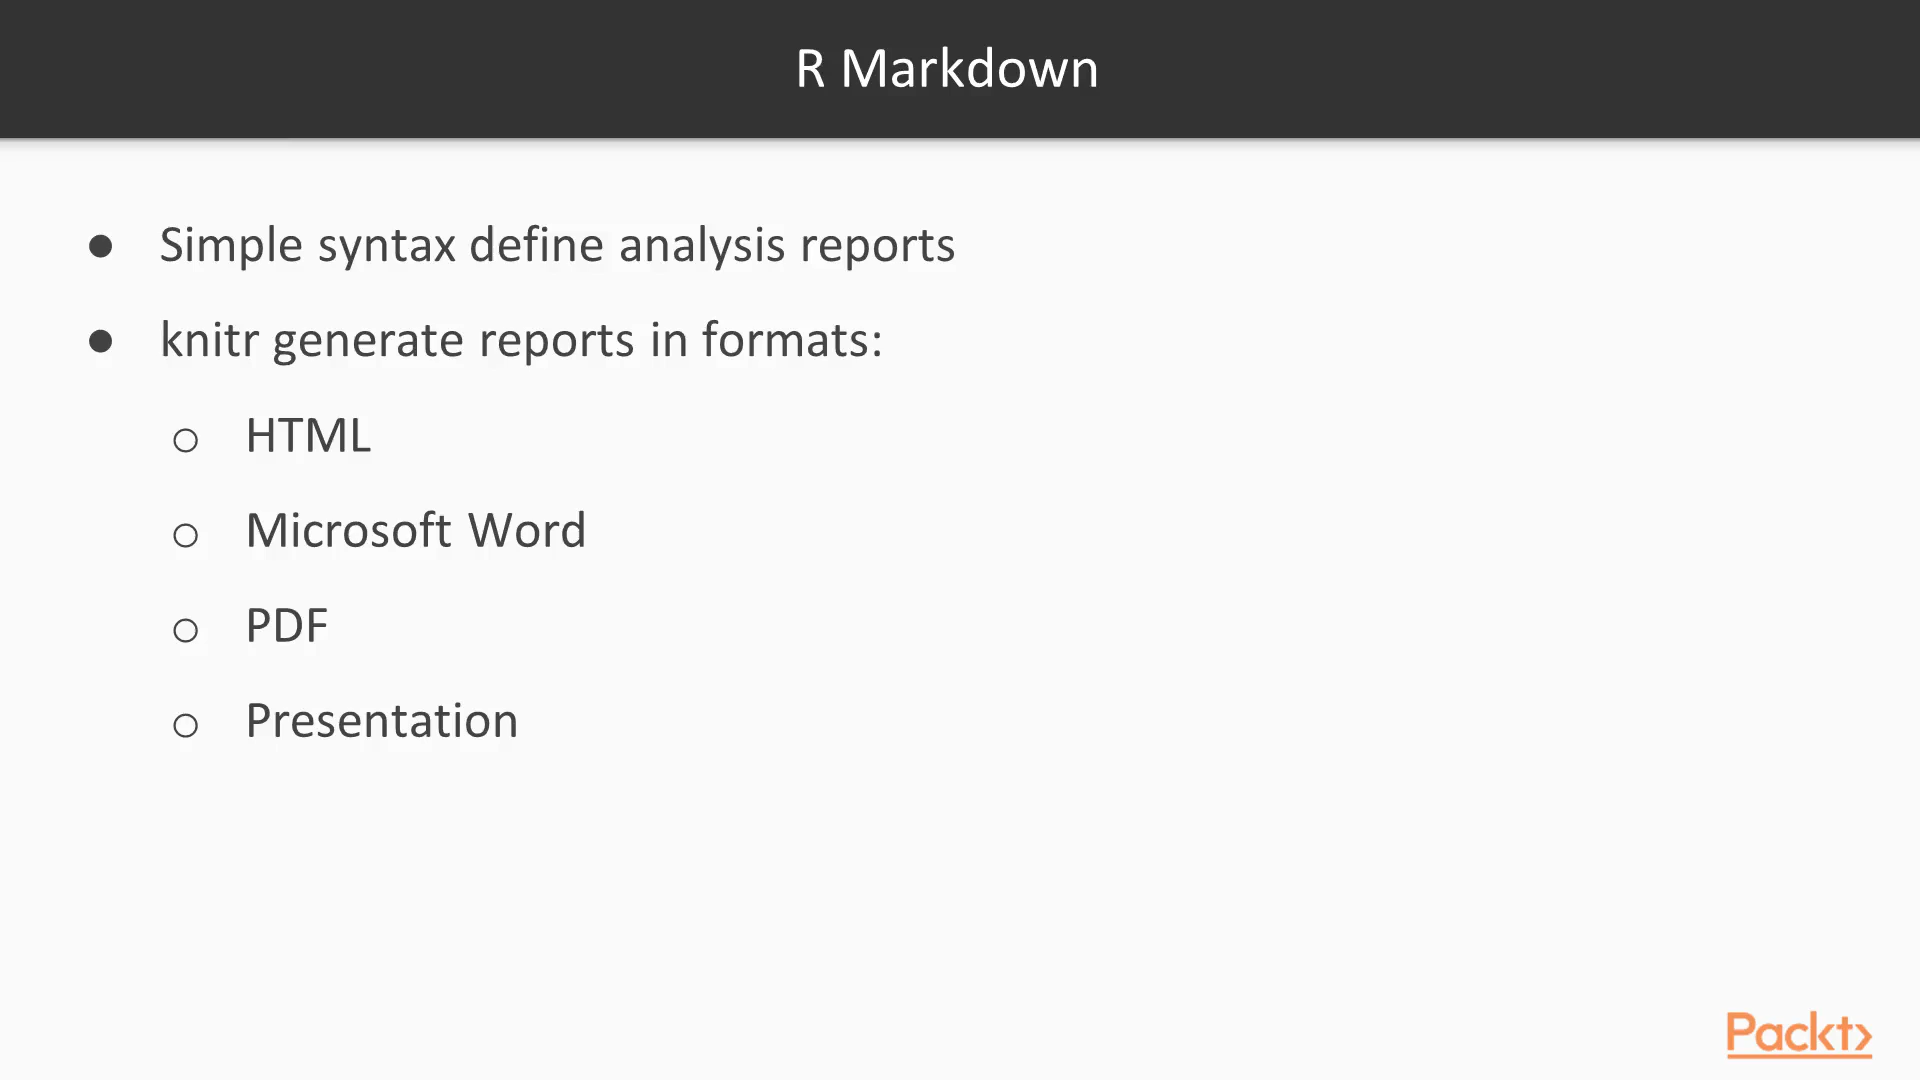 R Markdown
● Simple syntax define analysis reports
● knitr generate reports in formats:
○ HTML
○ Microsoft Word
○ PDF
○ Presentation
Packt>